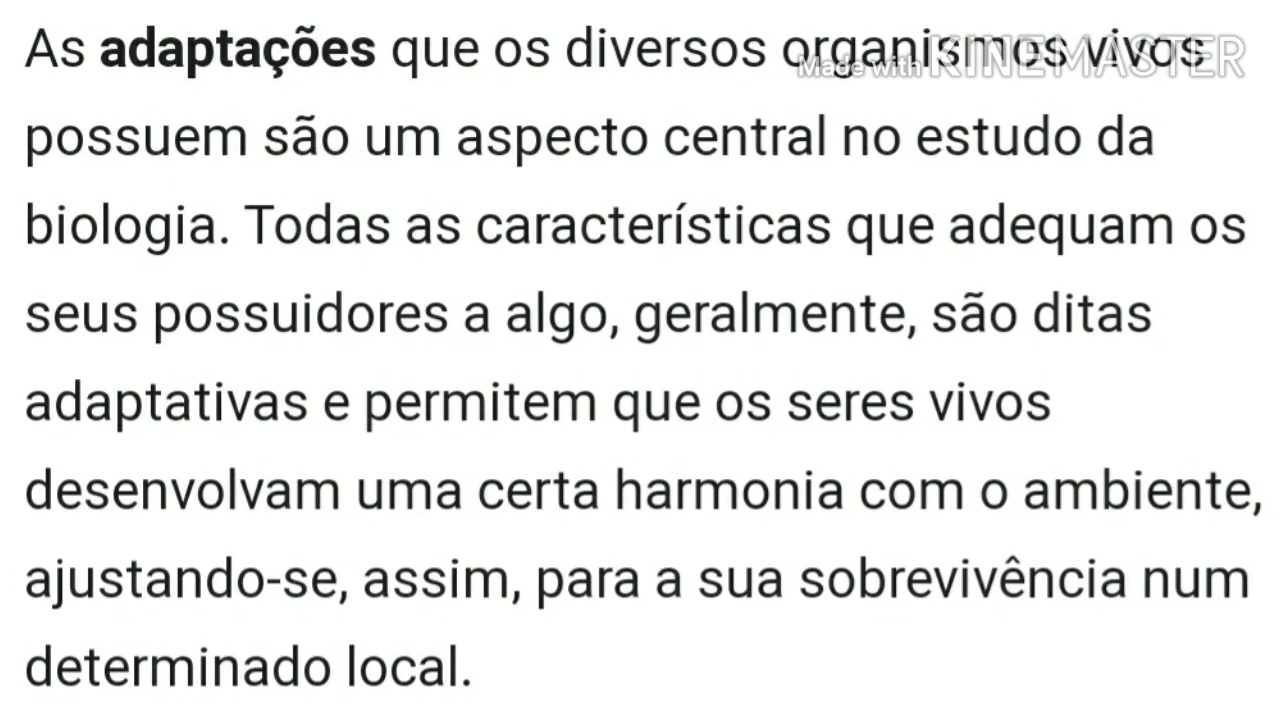 As adaptações que os diversos organismos vivos
Made with KINEMASTER
possuem são um aspecto central no estudo da
biologia. Todas as características que adequam os
seus possuidores a algo, geralmente, são ditas
adaptativas e permitem que os seres vivos
desenvolvam uma certa harmonia com o ambiente,
ajustando-se, assim, para a sua sobrevivência num
determinado local.